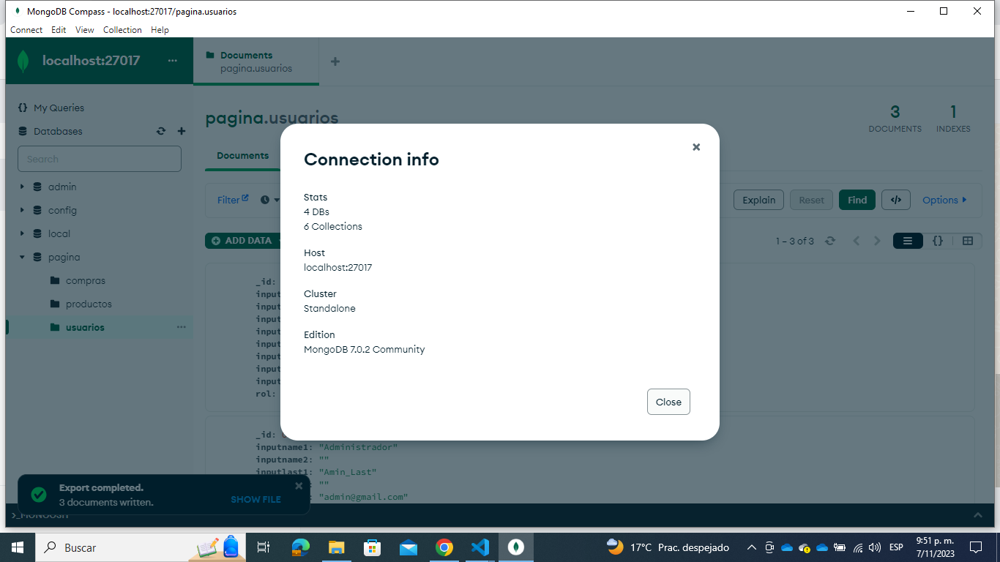 MongoDB Compass - localhost:27017/pagina.usuarios
Connect Edit View Collection Help
localhost:27017 ...
Documents
pagina.usuarios
{} My Queries
Databases
Search
admin
config
local
pagina
compras
productos
usuarios ...
pagina.usuarios
3 DOCUMENTS
1 INDEXES
Documents
Filter
Explain Reset Find </> Options
ADD DATA
1 – 3 of 3
{}
_id:
input
input
input
input
input
input
input
input
rol:
_id:
inputname1: "Administrador"
inputname2: ""
inputlast1: "Amin_Last"
: ""
: "admin@gmail.com"
Connection info
Stats
4 DBs
6 Collections
Host
localhost:27017
Cluster
Standalone
Edition
MongoDB 7.0.2 Community
Close
Export completed.
3 documents written.
SHOW FILE
>_MONGOSH
Buscar
17°C Prac. despejado
ESP
9:51 p. m.
7/11/2023